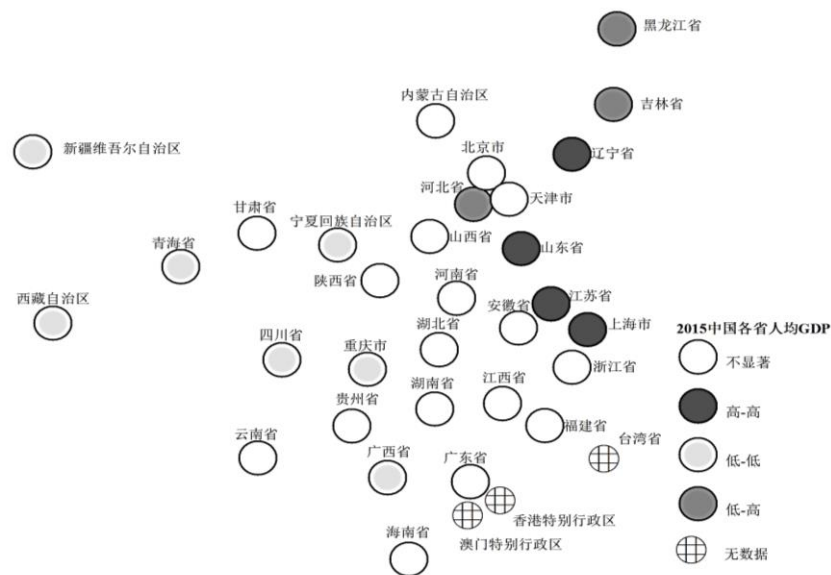 黑龙江省
吉林省
内蒙古自治区
新疆维吾尔自治区
北京市
辽宁省
河北省
天津市
甘肃省
宁夏回族自治区
山西省
山东省
青海省
陕西省
河南省
西藏自治区
安徽省
江苏省
上海市
四川省
重庆市
湖北省
浙江省
湖南省
江西省
贵州省
福建省
云南省
台湾省
广西省
广东省
香港特别行政区
澳门特别行政区
海南省
2015中国各省人均GDP
不显著
高-高
低-低
低-高
无数据